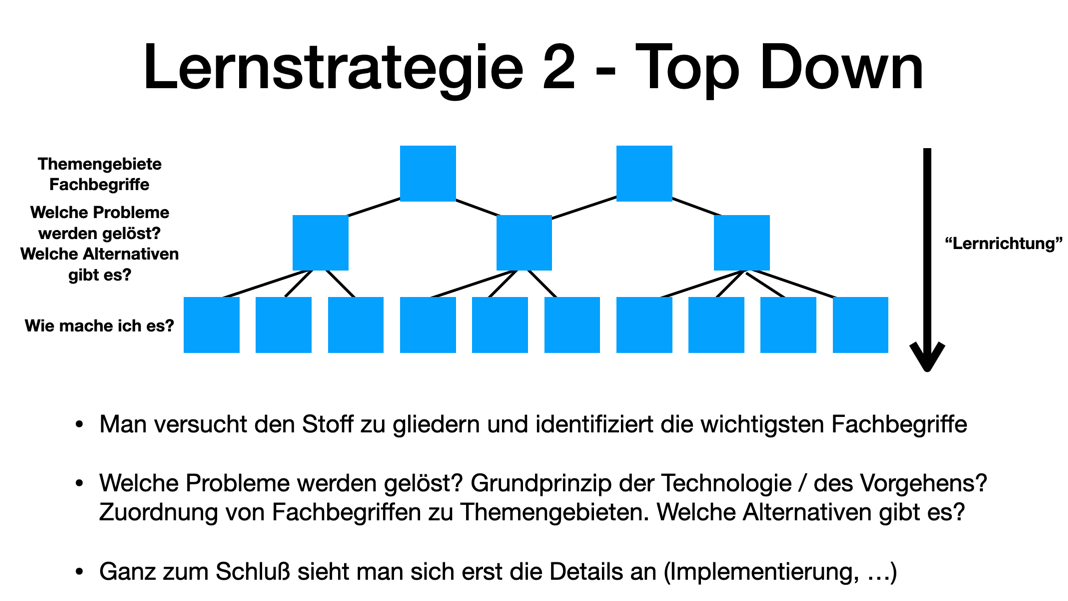 Lernstrategie 2 - Top Down
Themengebiete
Fachbegriffe
Welche Probleme
werden gelöst?
Welche Alternativen
gibt es?
“Lernrichtung”
Wie mache ich es?
• Man versucht den Stoff zu gliedern und identifiziert die wichtigsten Fachbegriffe
• Welche Probleme werden gelöst? Grundprinzip der Technologie / des Vorgehens?
Zuordnung von Fachbegriffen zu Themengebieten. Welche Alternativen gibt es?
• Ganz zum Schluß sieht man sich erst die Details an (Implementierung, …)